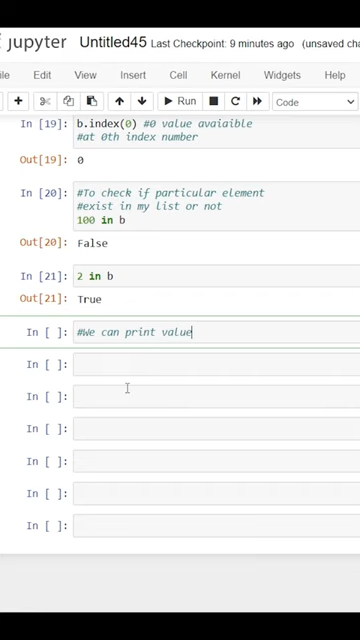 jupyter Untitled45 Last Checkpoint: 9 minutes ago (unsaved cha
File Edit View Insert Cell Kernel Widgets Help
Run Code
In [19]: b.index(0) #0 value avaiaible
#at 0th index number
Out[19]: 0
In [20]: #To check if particular element
#exist in my list or not
100 in b
Out[20]: False
In [21]: 2 in b
Out[21]: True
In [ ]: #We can print value
In [ ]:
In [ ]:
In [ ]:
In [ ]:
In [ ]:
In [ ]: